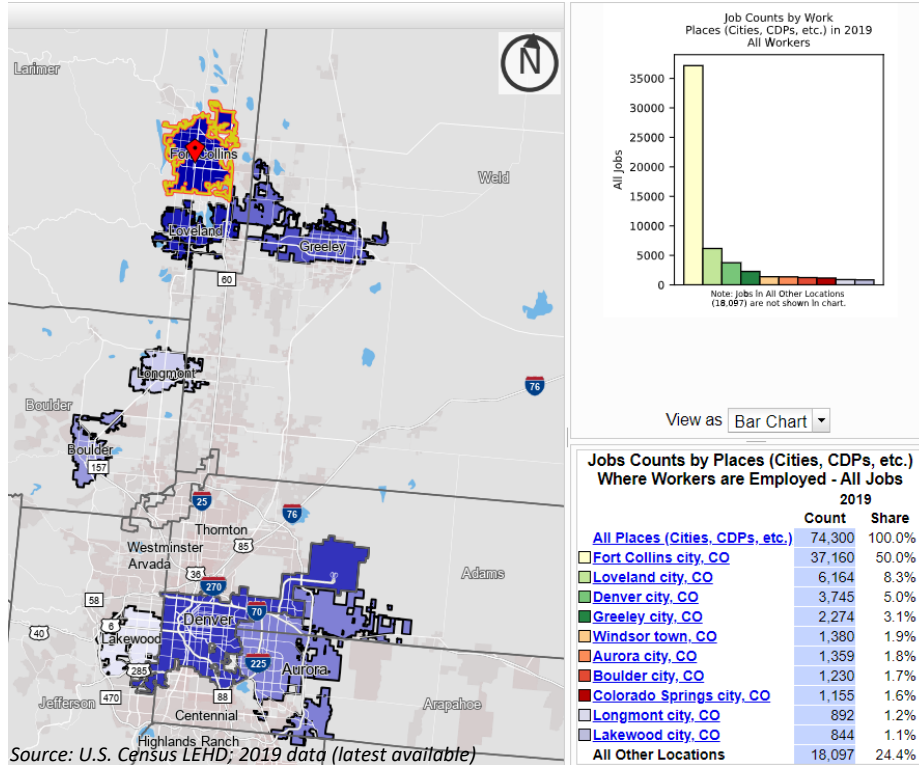 N
Larimer
Fort Collins
Weld
Loveland
Greeley
60
Longmont
76
Boulder
Boulder
157
25
76
Thornton
Westminster
85
Arvada
36
270
Adams
58
70
6
Denver
40
Lakewood
225
Aurora
285
470
88
Jefferson
Arapahoe
Centennial
Highlands Ranch
Source: U.S. Census LEHD; 2019 data (latest available)
Job Counts by Work
Places (Cities, CDPs, etc.) in 2019
All Workers
All Jobs
35000
30000
25000
20000
15000
10000
5000
0
Note: Jobs in All Other Locations
(18,097) are not shown in chart.
View as Bar Chart
Jobs Counts by Places (Cities, CDPs, etc.)
Where Workers are Employed - All Jobs
2019
Count Share
All Places (Cities, CDPs, etc.) 74,300 100.0%
Fort Collins city, CO 37,160 50.0%
Loveland city, CO 6,164 8.3%
Denver city, CO 3,745 5.0%
Greeley city, CO 2,274 3.1%
Windsor town, CO 1,380 1.9%
Aurora city, CO 1,359 1.8%
Boulder city, CO 1,230 1.7%
Colorado Springs city, CO 1,155 1.6%
Longmont city, CO 892 1.2%
Lakewood city, CO 844 1.1%
All Other Locations 18,097 24.4%